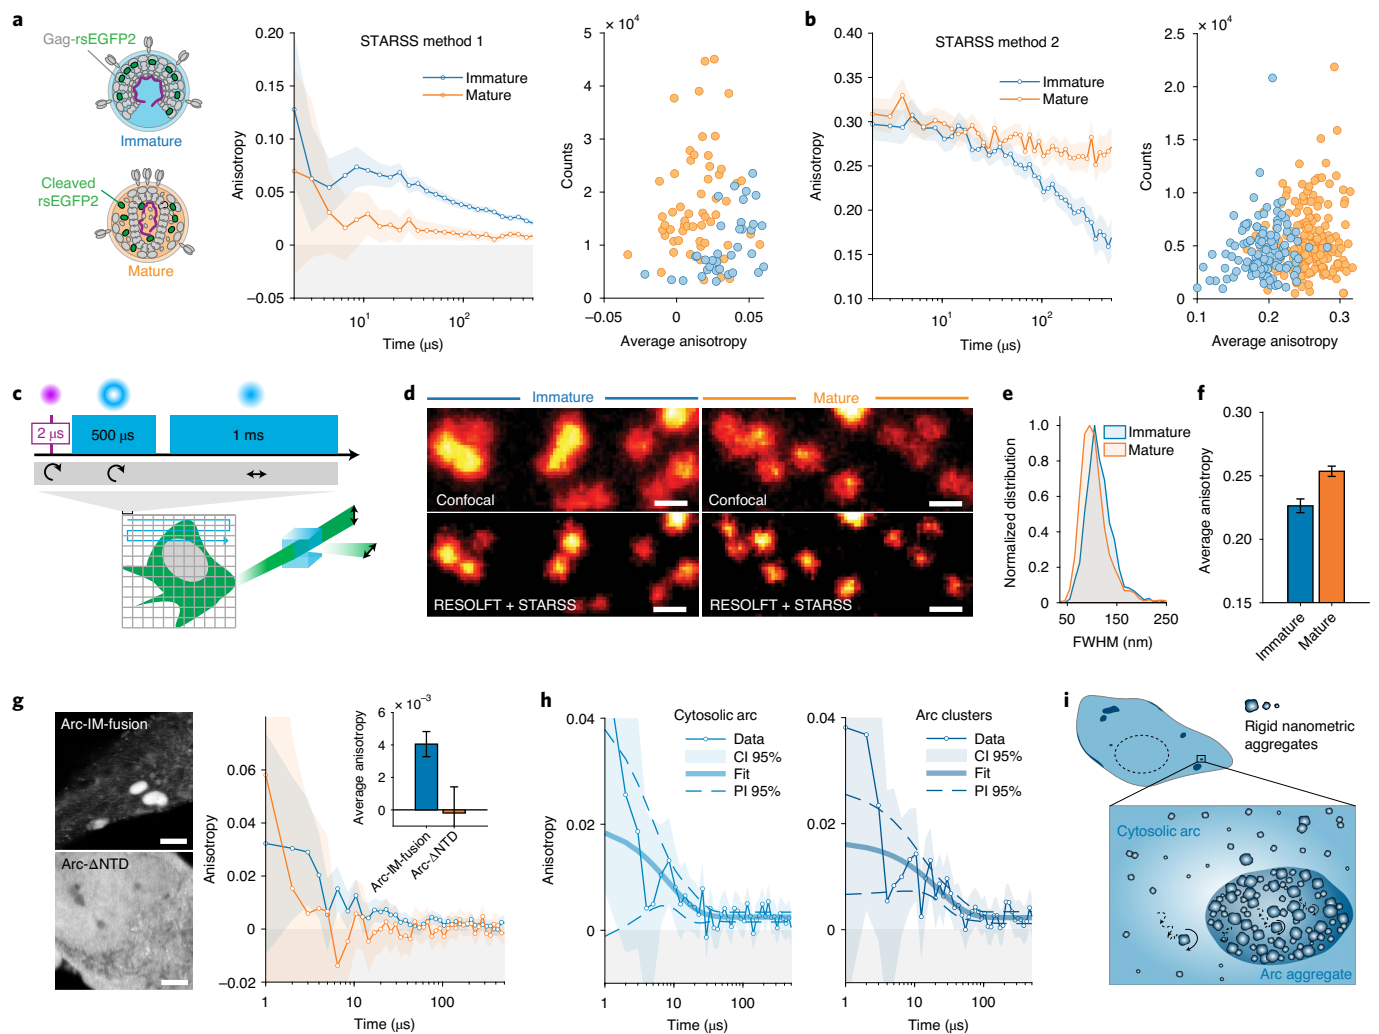 a
Gag-rsEGFP2
Immature
Cleaved
rsEGFP2
Mature
STARSS method 1
Immature
Mature
Anisotropy
0.20
0.15
0.10
0.05
0
−0.05
10¹
10²
Time (μs)
× 10⁴
Counts
5
4
3
2
1
0
−0.05
0
0.05
Average anisotropy
b
STARSS method 2
Immature
Mature
Anisotropy
0.40
0.35
0.30
0.25
0.20
0.15
0.10
10¹
10²
Time (μs)
× 10⁴
Counts
2.5
2.0
1.5
1.0
0.5
0
0.1
0.2
0.3
Average anisotropy
c
2 μs
500 μs
1 ms
d
Immature
Mature
Confocal
Confocal
RESOLFT + STARSS
RESOLFT + STARSS
e
Immature
Mature
Normalized distribution
1.0
0.8
0.6
0.4
0.2
0
50
150
250
FWHM (nm)
f
Average anisotropy
0.30
0.25
0.20
0.15
Immature
Mature
g
Arc-IM-fusion
Arc-ΔNTD
Anisotropy
0.06
0.04
0.02
0
−0.02
1
10
100
Time (μs)
× 10⁻³
Average anisotropy
6
4
2
0
Arc-IM-fusion
Arc-ΔNTD
h
Cytosolic arc
Data
CI 95%
Fit
PI 95%
Anisotropy
0.04
0.02
0
1
10
100
Time (μs)
Arc clusters
Data
CI 95%
Fit
PI 95%
0.04
0.02
0
1
10
100
Time (μs)
i
Rigid nanometric
aggregates
Cytosolic arc
Arc aggregate